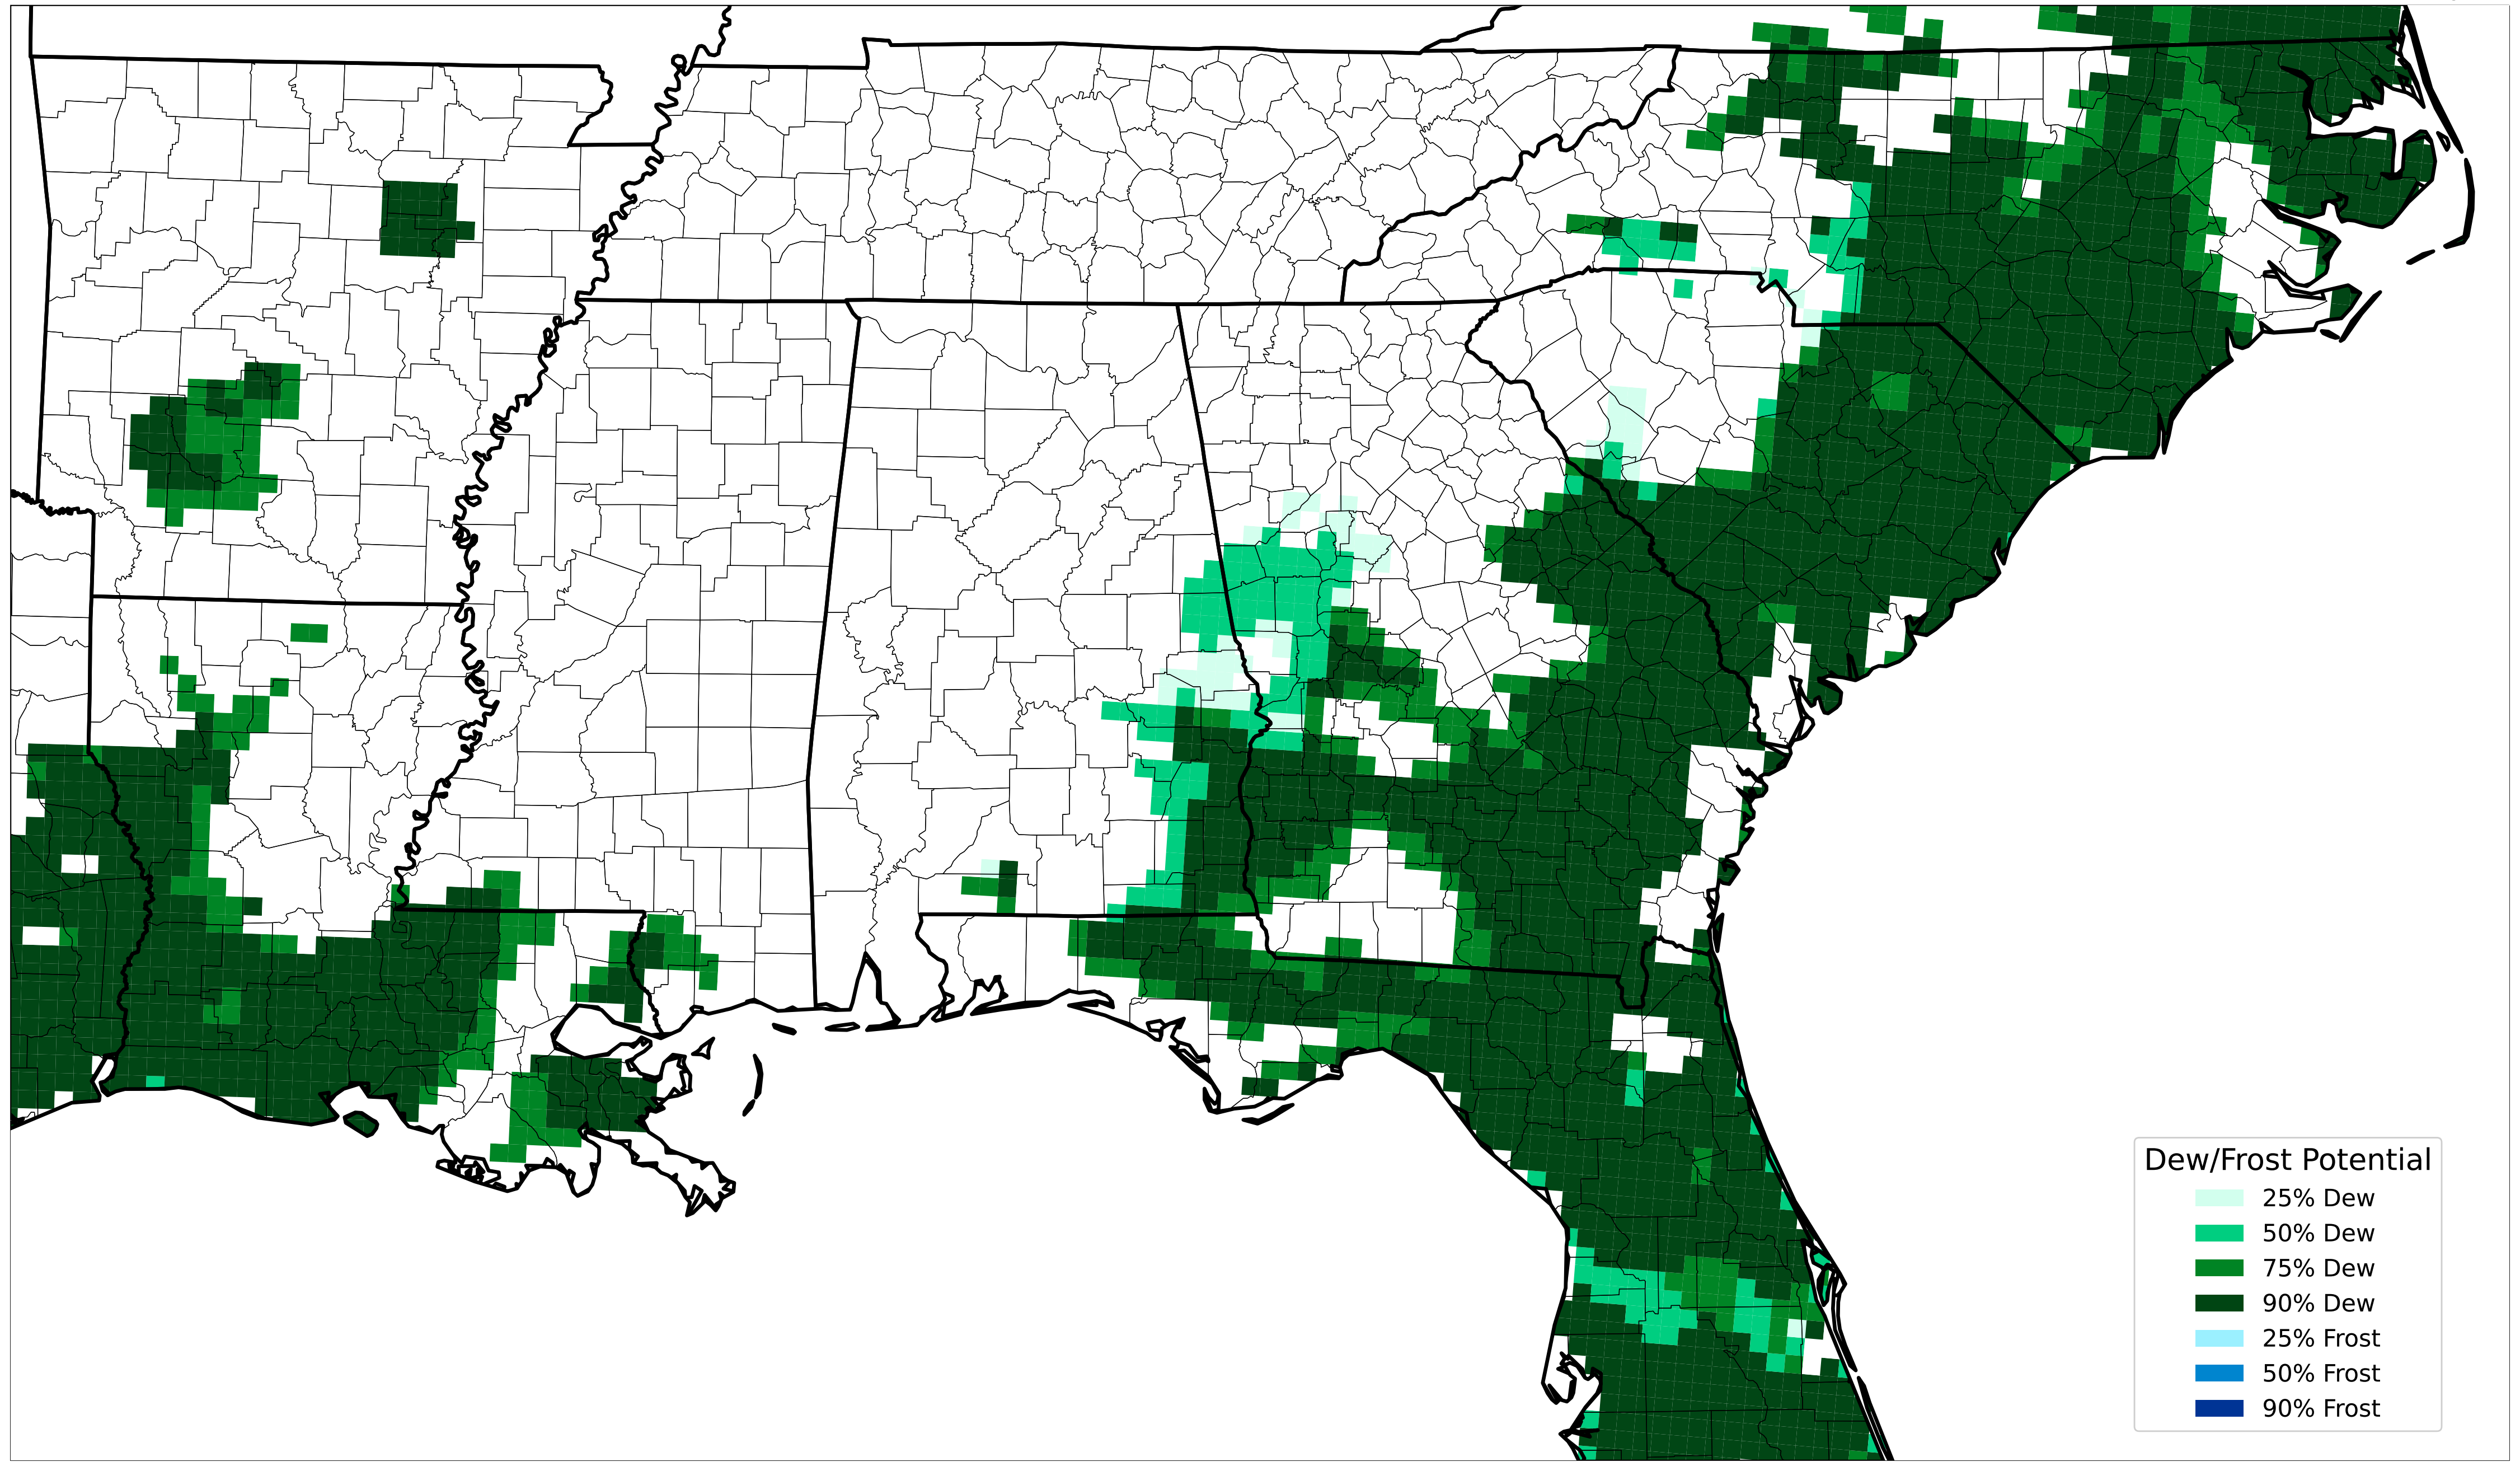 Dew/Frost Potential
25% Dew
50% Dew
75% Dew
90% Dew
25% Frost
50% Frost
90% Frost